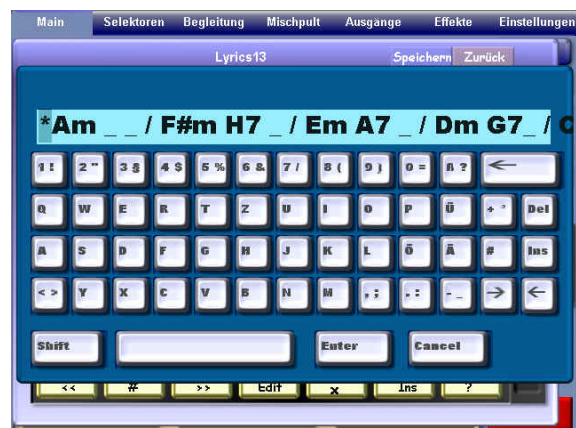 Main Selektoren Begleitung Mischpult Ausgänge Effekte Einstellungen
Lyrics13 Speichern Zurück
*Am _ _ / F#m H7 _ / Em A7 _ / Dm G7_ / C
1 ! 2 " 3 § 4 $ 5 % 6 & 7 / 8 ( 9 ) 0 = ß ? ←
Q W E R T Z U I O P Ü + * Del
A S D F G H J K L Ö Ä # Ins
< > Y X C V B N M , ; . : - _ → ←
Shift Enter Cancel
<< # >> Edit x Ins ?